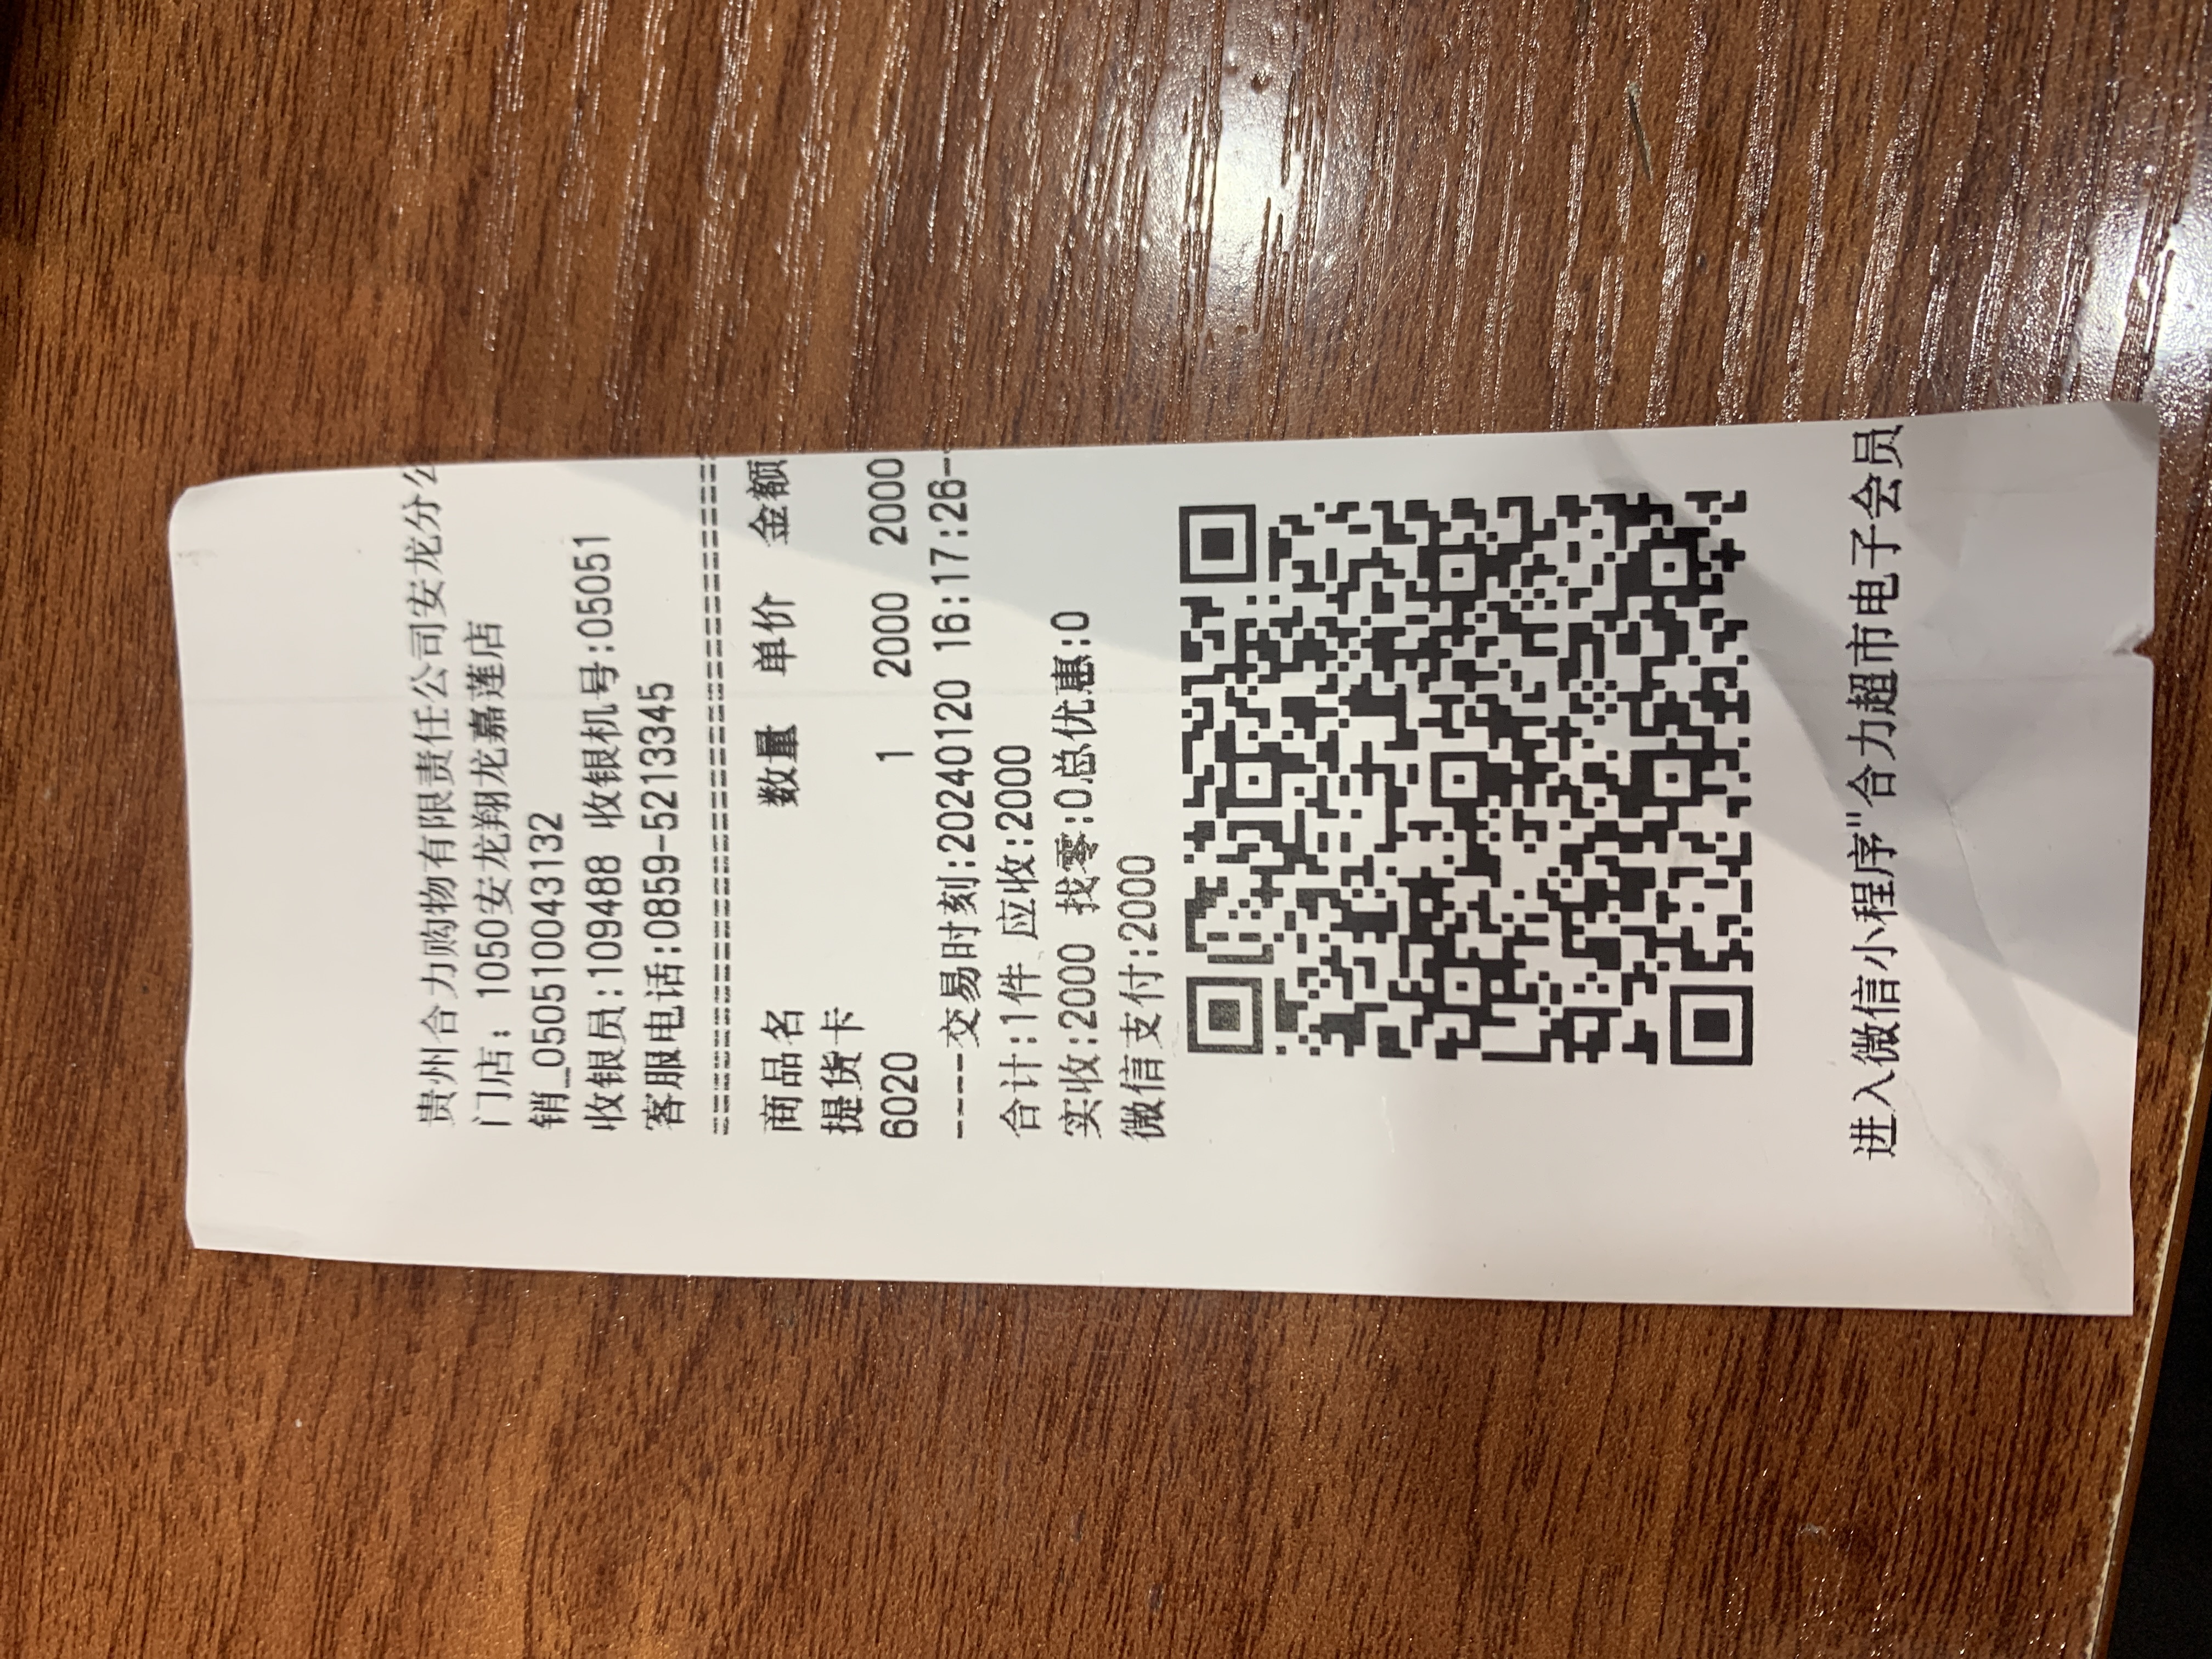 贵州合力购物有限责任公司安龙分公
门店: 1050安龙翔龙嘉莲店
销_050510043132
收银员:109488 收银机号:05051
客服电话:0859-5213345
========================================
商品名 数量 单价 金额
提货卡
6020 1 2000 2000
----交易时刻:20240120 16:17:26-
合计:1件 应收:2000
实收:2000 找零:0总优惠:0
微信支付:2000
进入微信小程序"合力超市电子会员